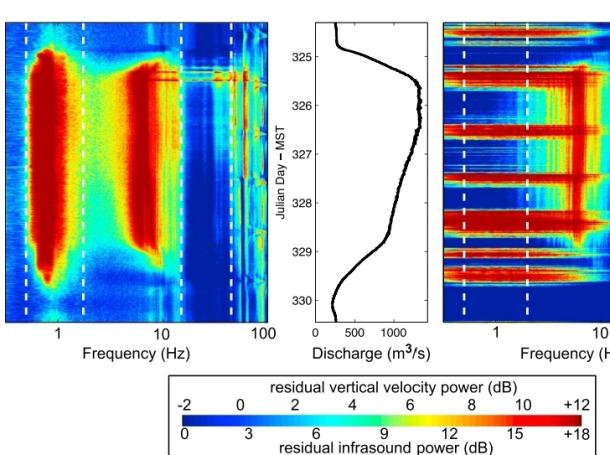 325
326
327
328
329
330
Julian Day – MST
1 10 100
Frequency (Hz)
0 500 1000
Discharge (m³/s)
1 10
Frequency (H
residual vertical velocity power (dB)
-2 0 2 4 6 8 10 +12
0 3 6 9 12 15 +18
residual infrasound power (dB)